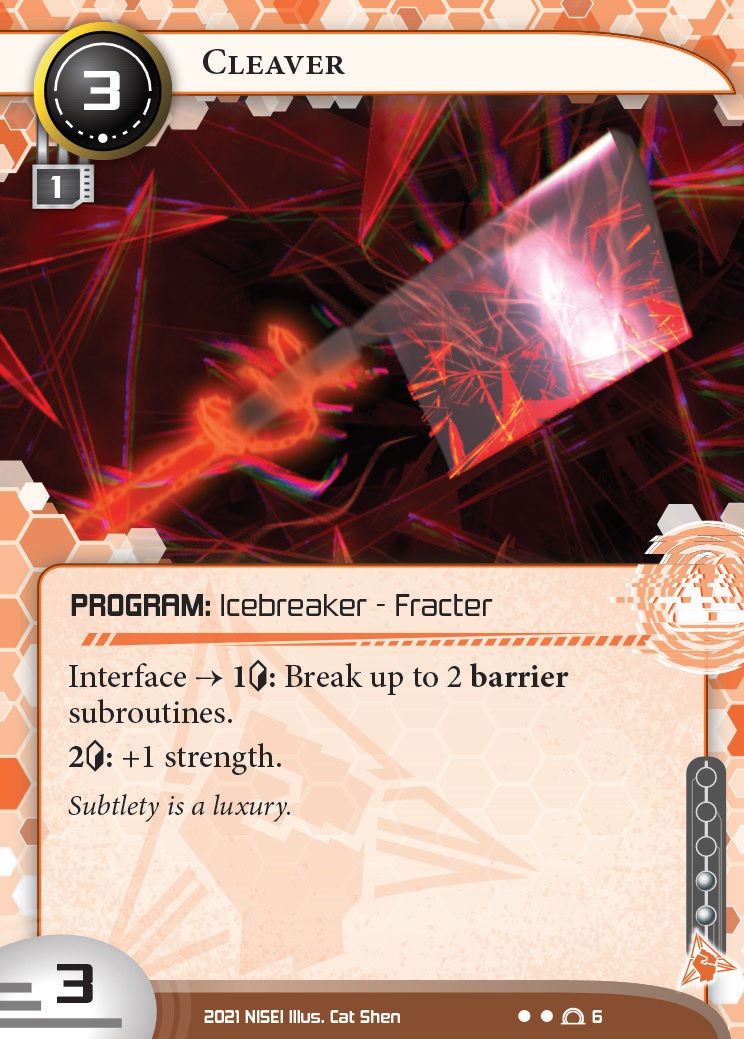 3
Cleaver
1
PROGRAM: Icebreaker - Fracter
Interface → 1: Break up to 2 barrier
subroutines.
2: +1 strength.
Subtlety is a luxury.
3
2021 NISEI Illus. Cat Shen
6